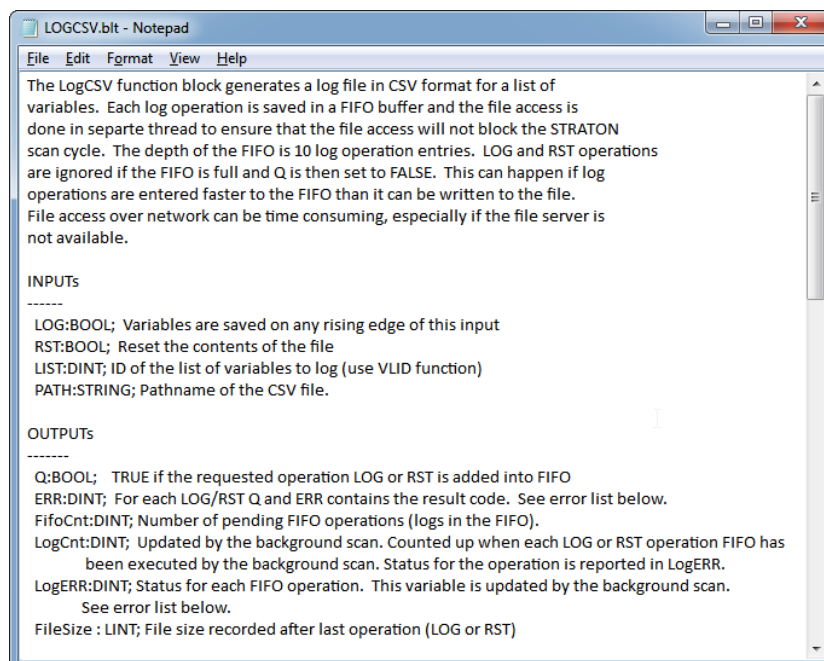 LOGCSV.blt - Notepad
File Edit Format View Help
The LogCSV function block generates a log file in CSV format for a list of
variables. Each log operation is saved in a FIFO buffer and the file access is
done in separte thread to ensure that the file access will not block the STRATON
scan cycle. The depth of the FIFO is 10 log operation entries. LOG and RST operations
are ignored if the FIFO is full and Q is then set to FALSE. This can happen if log
operations are entered faster to the FIFO than it can be written to the file.
File access over network can be time consuming, especially if the file server is
not available.
INPUTs
------
LOG:BOOL; Variables are saved on any rising edge of this input
RST:BOOL; Reset the contents of the file
LIST:DINT; ID of the list of variables to log (use VLID function)
PATH:STRING; Pathname of the CSV file.
OUTPUTs
-------
Q:BOOL; TRUE if the requested operation LOG or RST is added into FIFO
ERR:DINT; For each LOG/RST Q and ERR contains the result code. See error list below.
FifoCnt:DINT; Number of pending FIFO operations (logs in the FIFO).
LogCnt:DINT; Updated by the background scan. Counted up when each LOG or RST operation FIFO has
been executed by the background scan. Status for the operation is reported in LogERR.
LogERR:DINT; Status for each FIFO operation. This variable is updated by the background scan.
See error list below.
FileSize : LINT; File size recorded after last operation (LOG or RST)